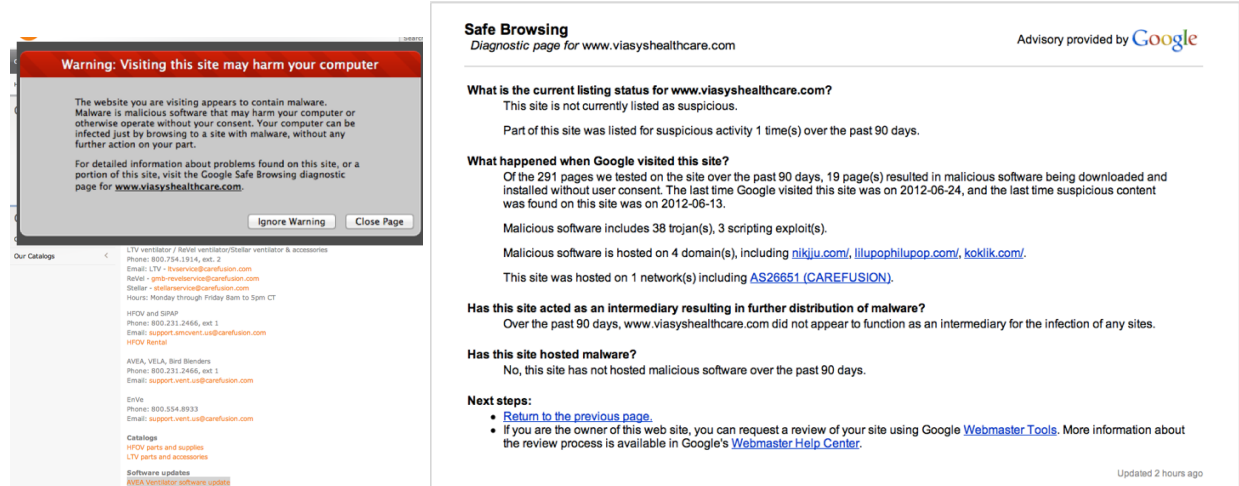 Search
Warning: Visiting this site may harm your computer
The website you are visiting appears to contain malware.
Malware is malicious software that may harm your computer or
otherwise operate without your consent. Your computer can be
infected just by browsing to a site with malware, without any
further action on your part.
For detailed information about problems found on this site, or a
portion of this site, visit the Google Safe Browsing diagnostic
page for www.viasyshealthcare.com.
Ignore Warning Close Page
Our Catalogs <
LTV ventilator / ReVel ventilator/Stellar ventilator & accessories
Phone: 800.754.1914, ext. 2
Email: LTV - ltvservice@carefusion.com
ReVel - gmb-revelservice@carefusion.com
Stellar - stellarservice@carefusion.com
Hours: Monday through Friday 8am to 5pm CT
HFOV and SiPAP
Phone: 800.231.2466, ext 1
Email: support.smcvent.us@carefusion.com
HFOV Rental
AVEA, VELA, Bird Blenders
Phone: 800.231.2466, ext 1
Email: support.vent.us@carefusion.com
EnVe
Phone: 800.554.8933
Email: support.vent.us@carefusion.com
Catalogs
HFOV parts and supplies
LTV parts and accessories
Software updates
AVEA Ventilator software update
Safe Browsing
Diagnostic page for www.viasyshealthcare.com
Advisory provided by Google
What is the current listing status for www.viasyshealthcare.com?
This site is not currently listed as suspicious.
Part of this site was listed for suspicious activity 1 time(s) over the past 90 days.
What happened when Google visited this site?
Of the 291 pages we tested on the site over the past 90 days, 19 page(s) resulted in malicious software being downloaded and
installed without user consent. The last time Google visited this site was on 2012-06-24, and the last time suspicious content
was found on this site was on 2012-06-13.
Malicious software includes 38 trojan(s), 3 scripting exploit(s).
Malicious software is hosted on 4 domain(s), including nikjju.com/, lilupophilupop.com/, koklik.com/.
This site was hosted on 1 network(s) including AS26651 (CAREFUSION).
Has this site acted as an intermediary resulting in further distribution of malware?
Over the past 90 days, www.viasyshealthcare.com did not appear to function as an intermediary for the infection of any sites.
Has this site hosted malware?
No, this site has not hosted malicious software over the past 90 days.
Next steps:
• Return to the previous page.
• If you are the owner of this web site, you can request a review of your site using Google Webmaster Tools. More information about
the review process is available in Google's Webmaster Help Center.
Updated 2 hours ago